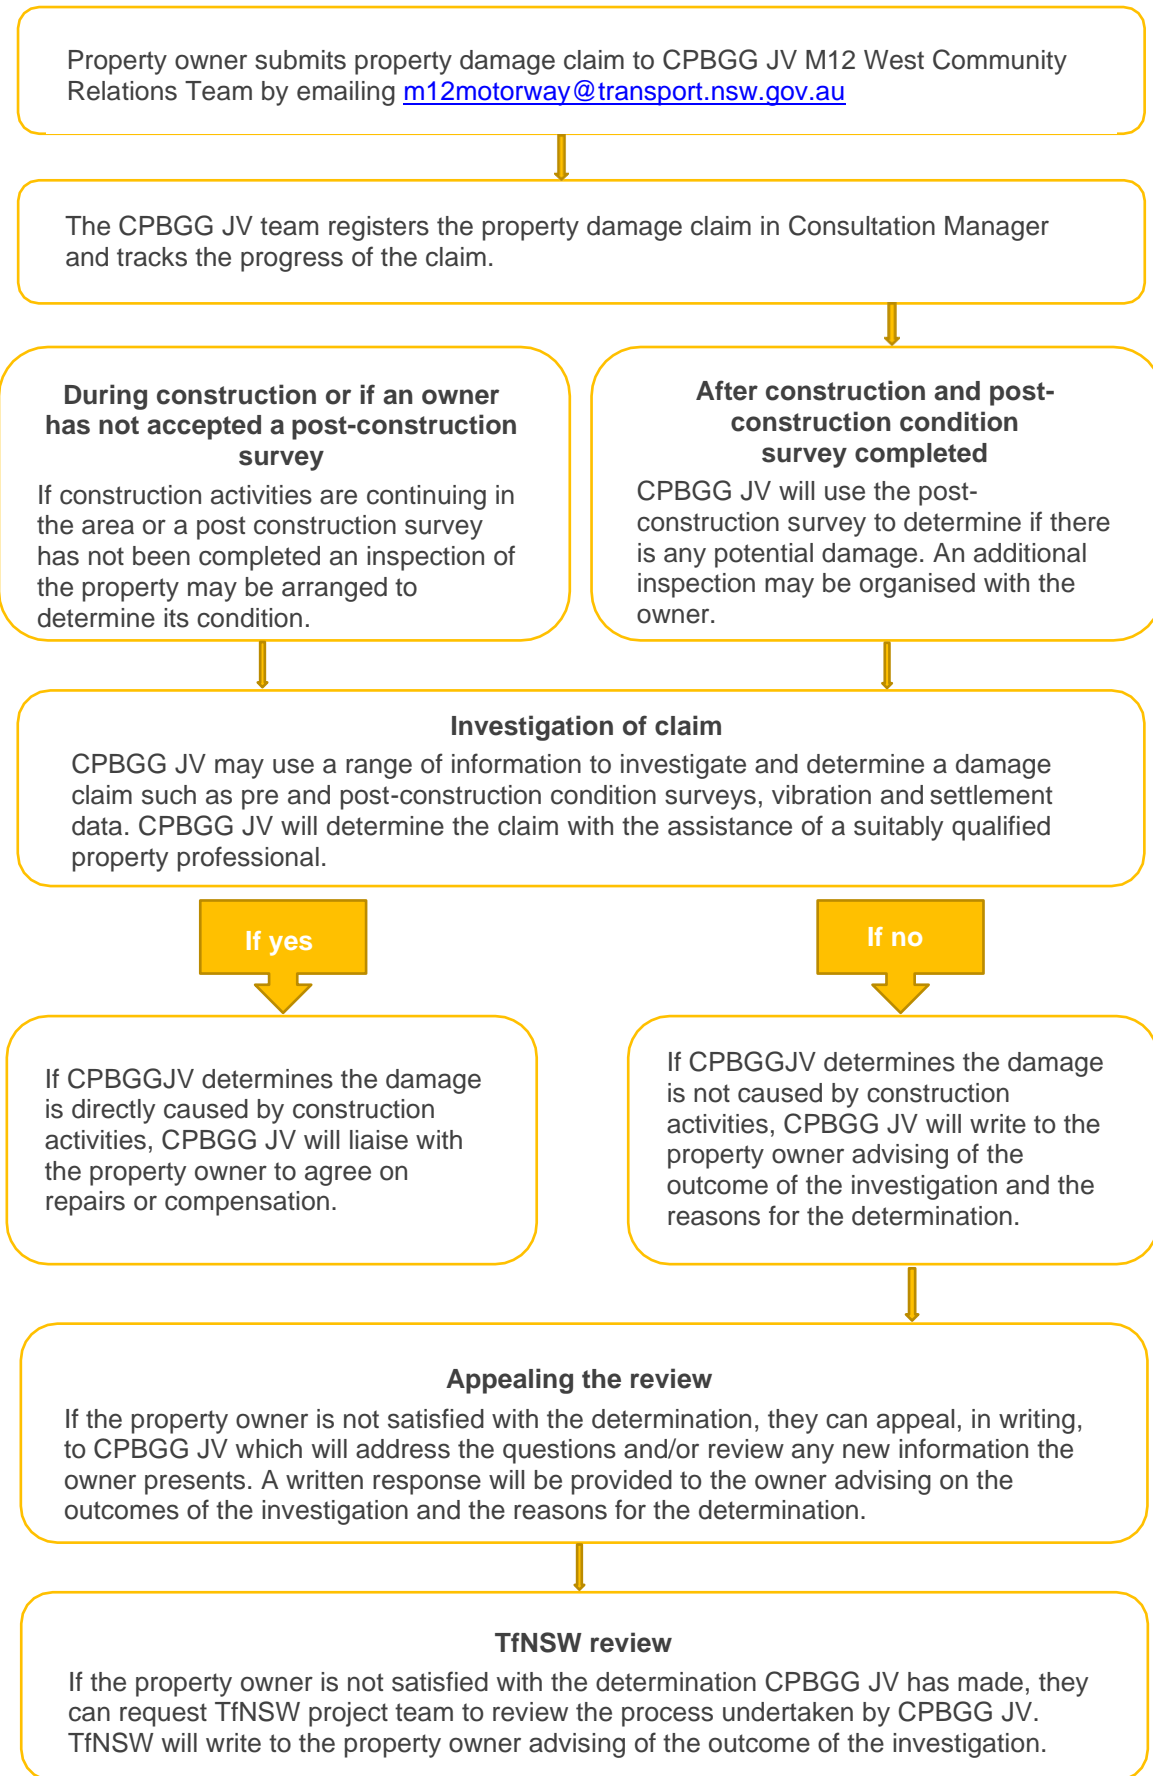 Property owner submits property damage claim to CPBGG JV M12 West Community
Relations Team by emailing m12motorway@transport.nsw.gov.au
The CPBGG JV team registers the property damage claim in Consultation Manager
and tracks the progress of the claim.
During construction or if an owner
has not accepted a post-construction
survey
If construction activities are continuing in
the area or a post construction survey
has not been completed an inspection of
the property may be arranged to
determine its condition.
After construction and post-
construction condition
survey completed
CPBGG JV will use the post-
construction survey to determine if there
is any potential damage. An additional
inspection may be organised with the
owner.
Investigation of claim
CPBGG JV may use a range of information to investigate and determine a damage
claim such as pre and post-construction condition surveys, vibration and settlement
data. CPBGG JV will determine the claim with the assistance of a suitably qualified
property professional.
If yes
If no
If CPBGGJV determines the damage
is directly caused by construction
activities, CPBGG JV will liaise with
the property owner to agree on
repairs or compensation.
If CPBGGJV determines the damage
is not caused by construction
activities, CPBGG JV will write to the
property owner advising of the
outcome of the investigation and the
reasons for the determination.
Appealing the review
If the property owner is not satisfied with the determination, they can appeal, in writing,
to CPBGG JV which will address the questions and/or review any new information the
owner presents. A written response will be provided to the owner advising on the
outcomes of the investigation and the reasons for the determination.
TfNSW review
If the property owner is not satisfied with the determination CPBGG JV has made, they
can request TfNSW project team to review the process undertaken by CPBGG JV.
TfNSW will write to the property owner advising of the outcome of the investigation.